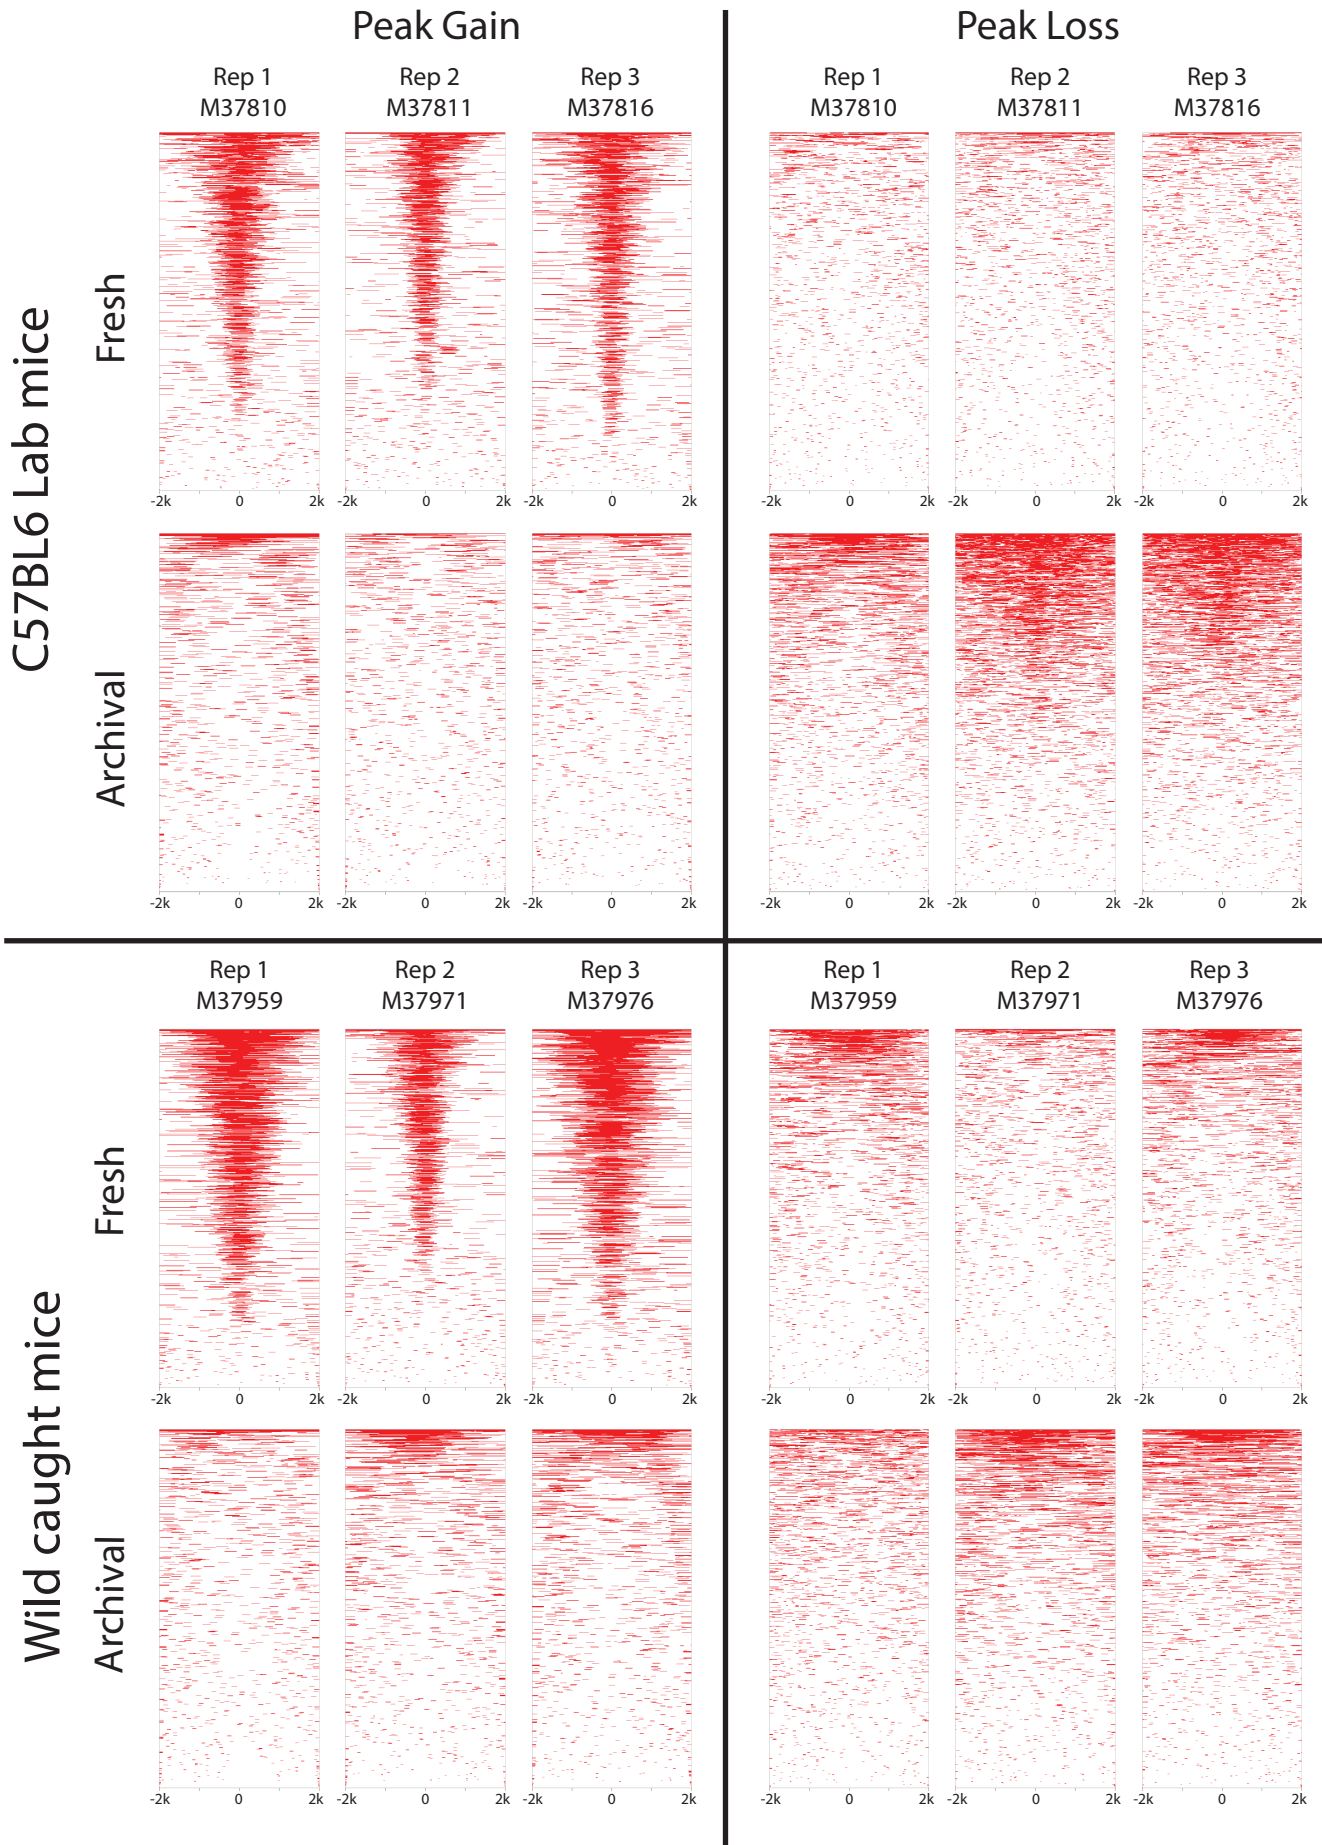 Peak Gain Peak Loss
Rep 1 Rep 2 Rep 3 Rep 1 Rep 2 Rep 3
M37810 M37811 M37816 M37810 M37811 M37816
C57BL6 Lab mice
Fresh
-2k 0 2k -2k 0 2k -2k 0 2k -2k 0 2k -2k 0 2k -2k 0 2k
Archival
-2k 0 2k -2k 0 2k -2k 0 2k -2k 0 2k -2k 0 2k -2k 0 2k
Rep 1 Rep 2 Rep 3 Rep 1 Rep 2 Rep 3
M37959 M37971 M37976 M37959 M37971 M37976
Wild caught mice
Fresh
-2k 0 2k -2k 0 2k -2k 0 2k -2k 0 2k -2k 0 2k -2k 0 2k
Archival
-2k 0 2k -2k 0 2k -2k 0 2k -2k 0 2k -2k 0 2k -2k 0 2k